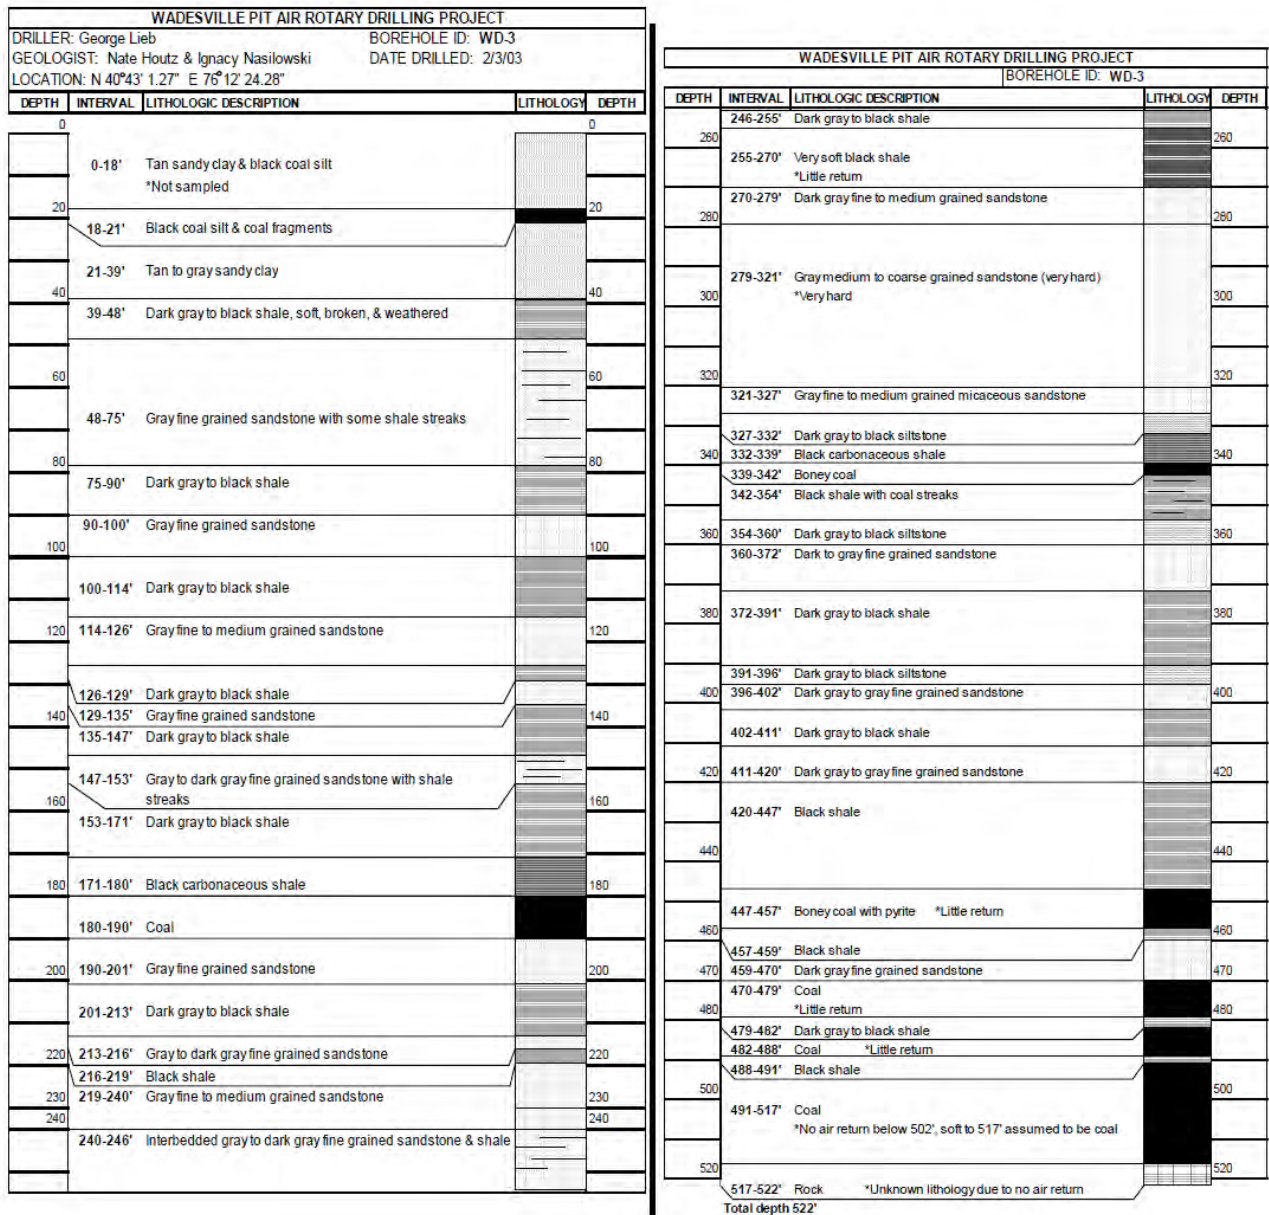 WADESVILLE PIT AIR ROTARY DRILLING PROJECT
DRILLER: George Lieb BOREHOLE ID: WD-3
GEOLOGIST: Nate Houtz & Ignacy Nasilowski DATE DRILLED: 2/3/03
LOCATION: N 40°43' 1.27" E 76°12' 24.28"
DEPTH INTERVAL LITHOLOGIC DESCRIPTION LITHOLOGY DEPTH
0 0
0-18' Tan sandy clay & black coal silt
*Not sampled
20 20
18-21' Black coal silt & coal fragments
21-39' Tan to gray sandy clay
40 40
39-48' Dark gray to black shale, soft, broken, & weathered
60 60
48-75' Gray fine grained sandstone with some shale streaks
80 80
75-90' Dark gray to black shale
90-100' Gray fine grained sandstone
100 100
100-114' Dark gray to black shale
120 114-126' Gray fine to medium grained sandstone 120
126-129' Dark gray to black shale
140 129-135' Gray fine grained sandstone 140
135-147' Dark gray to black shale
147-153' Gray to dark gray fine grained sandstone with shale
160 streaks 160
153-171' Dark gray to black shale
180 171-180' Black carbonaceous shale 180
180-190' Coal
200 190-201' Gray fine grained sandstone 200
201-213' Dark gray to black shale
220 213-216' Gray to dark gray fine grained sandstone 220
216-219' Black shale
230 219-240' Gray fine to medium grained sandstone 230
240 240
240-246' Interbedded gray to dark gray fine grained sandstone & shale
WADESVILLE PIT AIR ROTARY DRILLING PROJECT
BOREHOLE ID: WD-3
DEPTH INTERVAL LITHOLOGIC DESCRIPTION LITHOLOGY DEPTH
246-255' Dark gray to black shale
260 260
255-270' Very soft black shale
*Little return
270-279' Dark gray fine to medium grained sandstone
280 280
279-321' Gray medium to coarse grained sandstone (very hard)
300 *Very hard 300
320 320
321-327' Gray fine to medium grained micaceous sandstone
327-332' Dark gray to black siltstone
340 332-339' Black carbonaceous shale 340
339-342' Boney coal
342-354' Black shale with coal streaks
360 354-360' Dark gray to black siltstone 360
360-372' Dark to gray fine grained sandstone
380 372-391' Dark gray to black shale 380
391-396' Dark gray to black siltstone
400 396-402' Dark gray to gray fine grained sandstone 400
402-411' Dark gray to black shale
420 411-420' Dark gray to gray fine grained sandstone 420
420-447' Black shale
440 440
447-457' Boney coal with pyrite *Little return
460 460
457-459' Black shale
470 459-470' Dark gray fine grained sandstone 470
470-479' Coal
480 *Little return 480
479-482' Dark gray to black shale
482-488' Coal *Little return
488-491' Black shale
500 500
491-517' Coal
*No air return below 502', soft to 517' assumed to be coal
520 520
517-522' Rock *Unknown lithology due to no air return
Total depth 522'